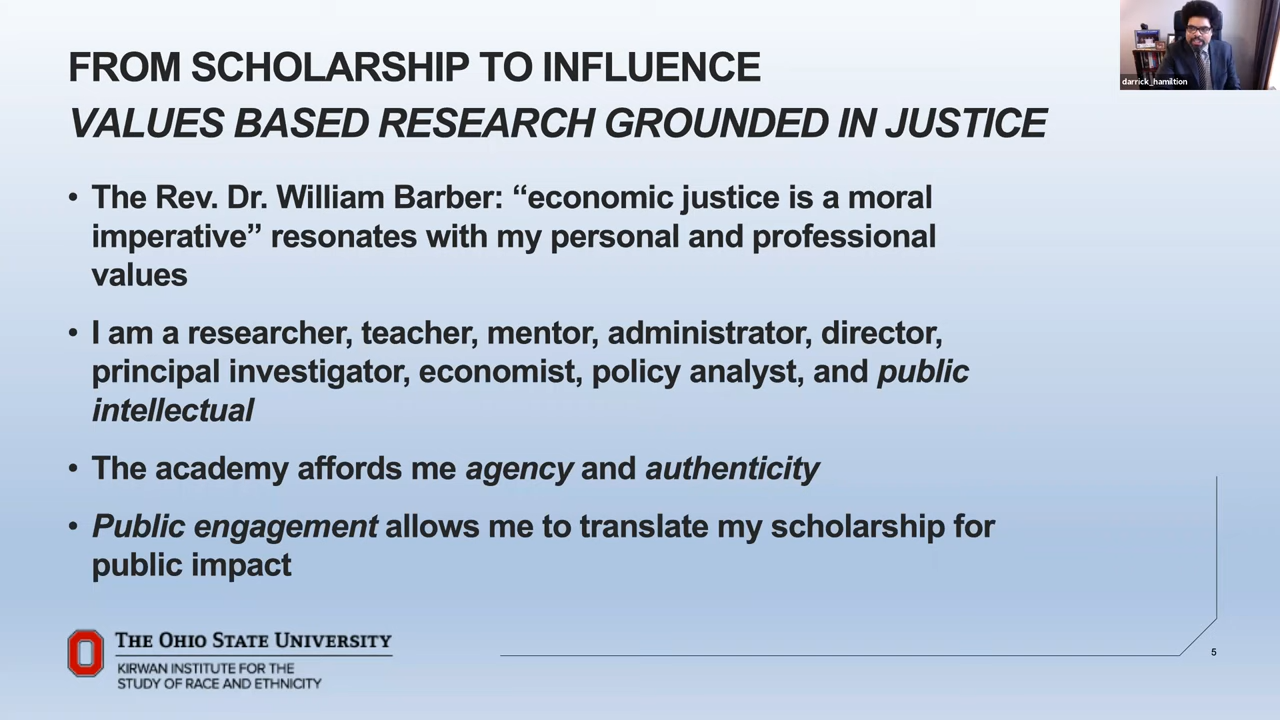 FROM SCHOLARSHIP TO INFLUENCE
VALUES BASED RESEARCH GROUNDED IN JUSTICE
darrick_hamilton
• The Rev. Dr. William Barber: “economic justice is a moral
imperative” resonates with my personal and professional
values
• I am a researcher, teacher, mentor, administrator, director,
principal investigator, economist, policy analyst, and public
intellectual
• The academy affords me agency and authenticity
• Public engagement allows me to translate my scholarship for
public impact
THE OHIO STATE UNIVERSITY
KIRWAN INSTITUTE FOR THE
STUDY OF RACE AND ETHNICITY
5